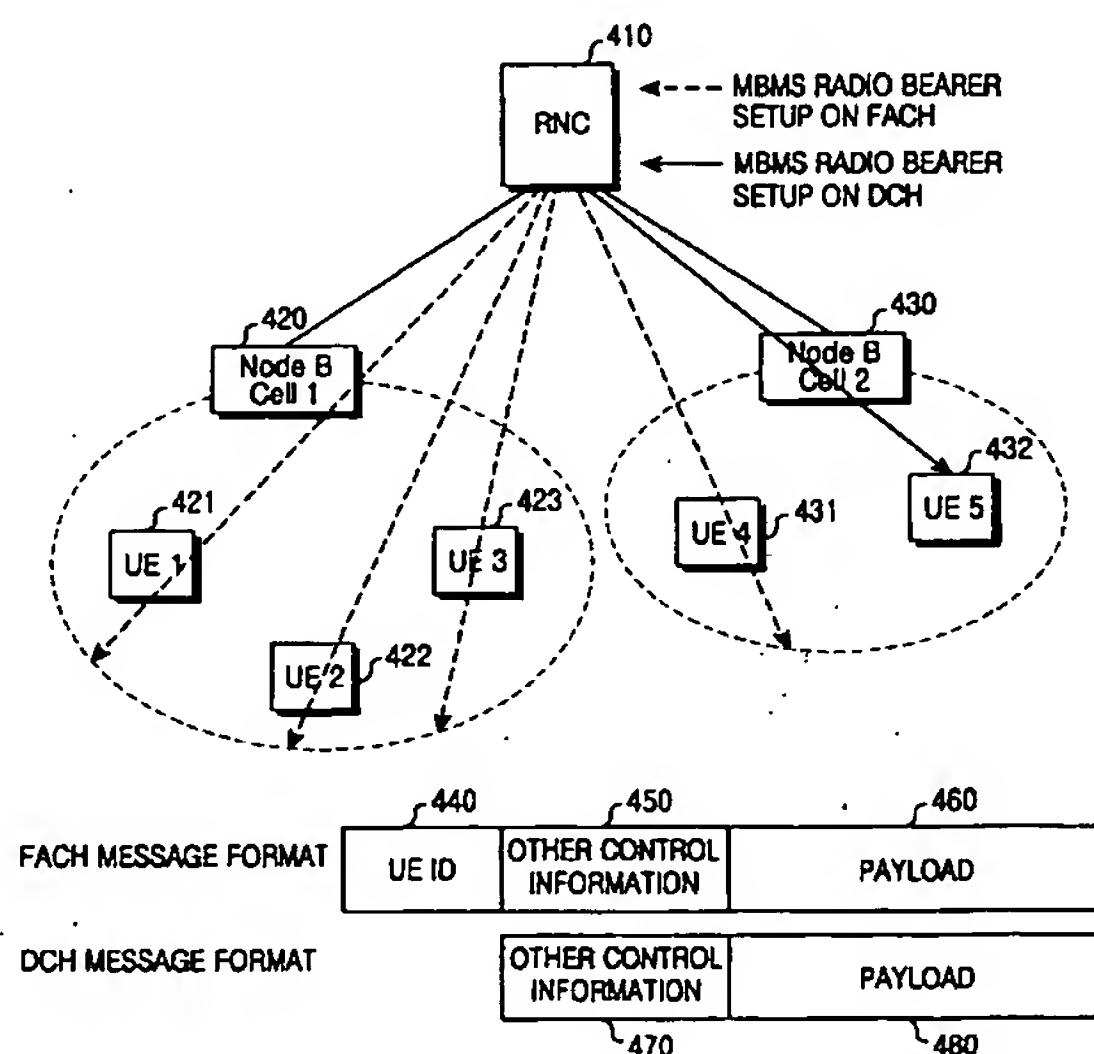 410
RNC
MBMS RADIO BEARER
SETUP ON FACH
MBMS RADIO BEARER
SETUP ON DCH
420
Node B
Cell 1
430
Node B
Cell 2
421
UE 1
422
UE 2
423
UE 3
431
UE 4
432
UE 5
440
450
460
FACH MESSAGE FORMAT
UE ID
OTHER CONTROL
INFORMATION
PAYLOAD
DCH MESSAGE FORMAT
OTHER CONTROL
INFORMATION
PAYLOAD
470
480